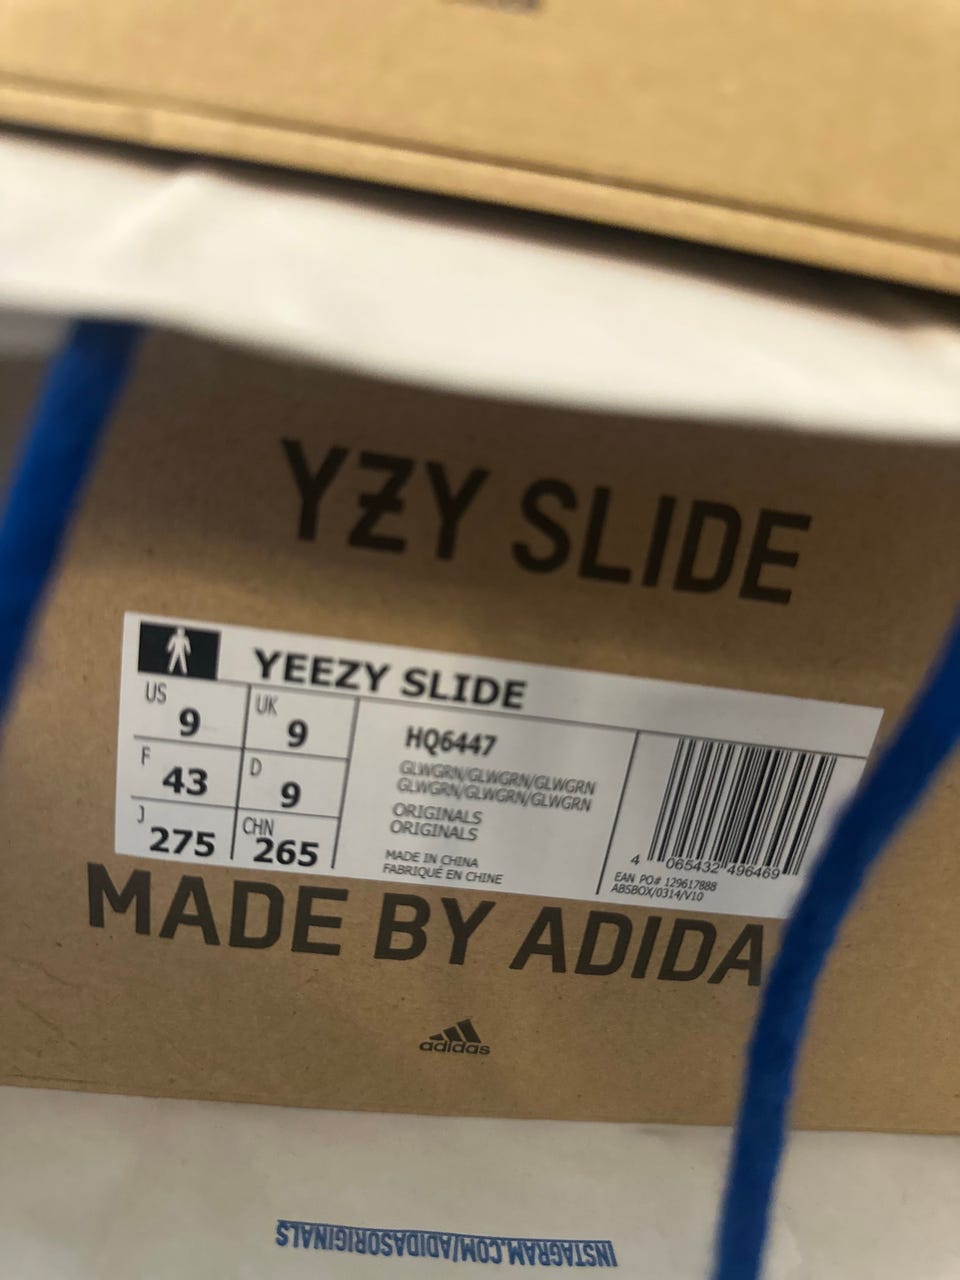 YZY SLIDE
YEEZY SLIDE
US 9
UK 9
F 43
D 9
J 275
CHN 265
HQ6447
GLWGRN/GLWGRN/GLWGRN
GLWGRN/GLWGRN/GLWGRN
ORIGINALS
ORIGINALS
MADE IN CHINA
FABRIQUÉ EN CHINE
4 065432 496469
EAN PO# 129617888
ABSBOX/0314/V10
MADE BY ADIDA
adidas
INSTAGRAM.COM/ADIDASORIGINALS